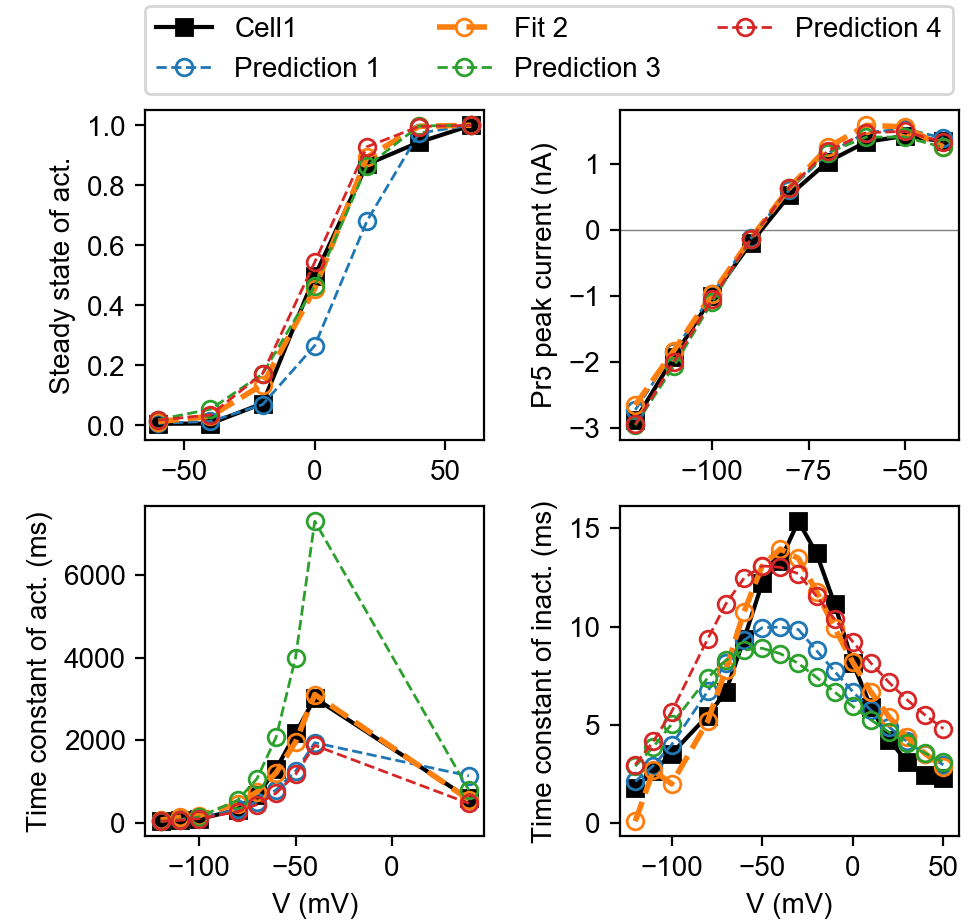 Cell1
Fit 2
Prediction 4
Prediction 1
Prediction 3
Steady state of act.
1.0
0.8
0.6
0.4
0.2
0.0
−50
0
50
Pr5 peak current (nA)
1
0
−1
−2
−3
−100
−75
−50
Time constant of act. (ms)
6000
4000
2000
0
−100
−50
0
V (mV)
Time constant of inact. (ms)
15
10
5
0
−100
−50
0
50
V (mV)